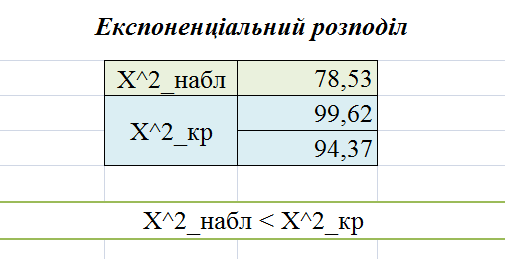 Експоненціальний розподіл
X^2_набл 78,53
X^2_кр 99,62
94,37
X^2_набл < X^2_кр